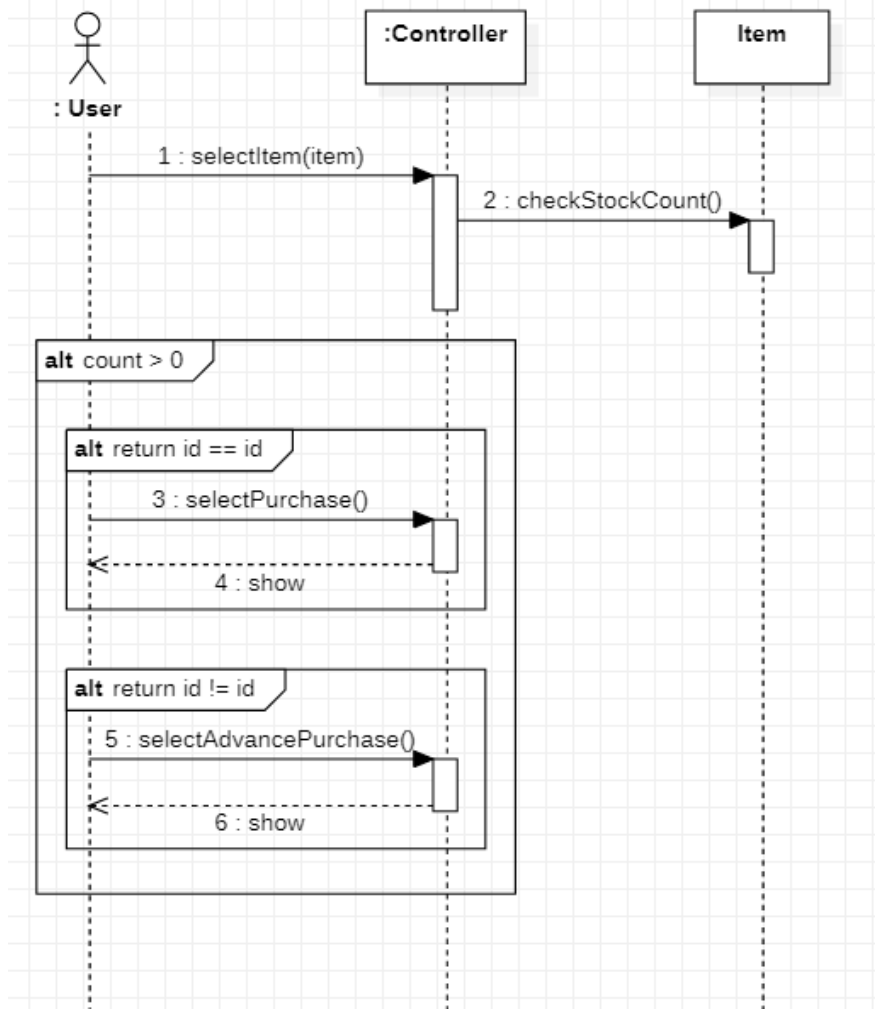 :Controller
Item
: User
1 : selectItem(item)
2 : checkStockCount()
alt count > 0
alt return id == id
3 : selectPurchase()
4 : show
alt return id != id
5 : selectAdvancePurchase()
6 : show